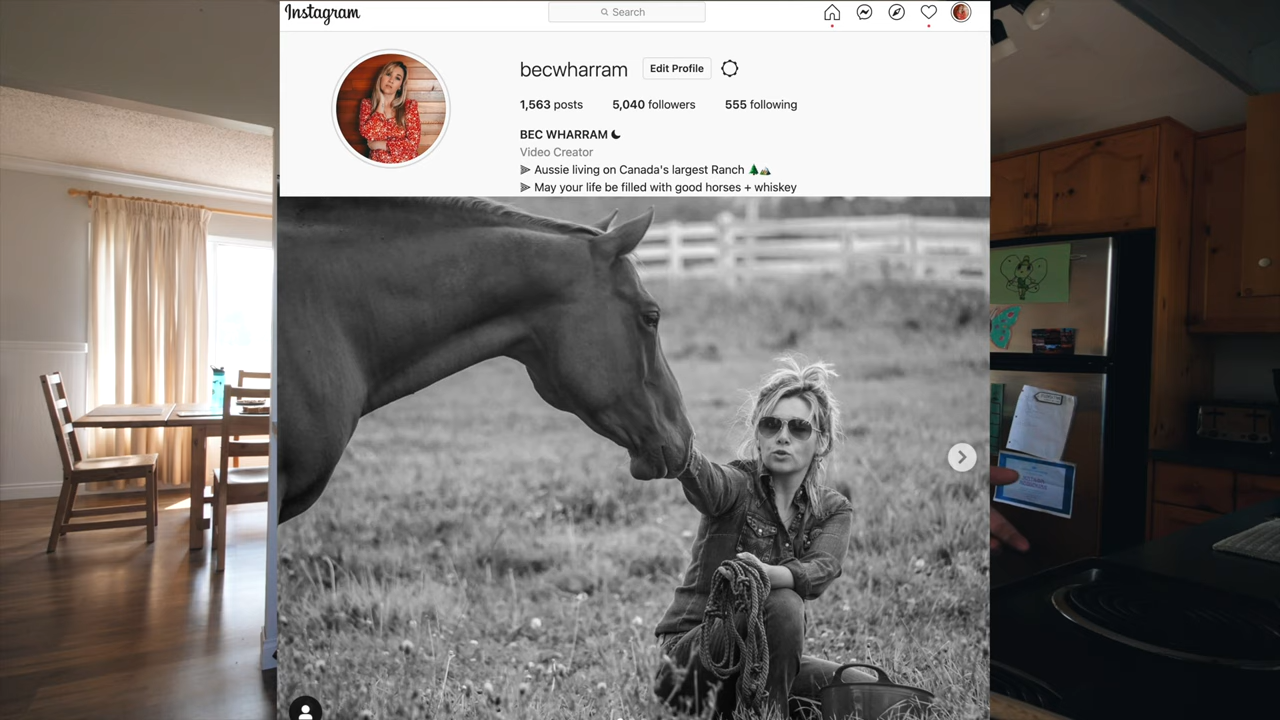 Instagram
Search
becwharram
Edit Profile
1,563 posts 5,040 followers 555 following
BEC WHARRAM
Video Creator
⫸ Aussie living on Canada's largest Ranch 🌲🏔️
⫸ May your life be filled with good horses + whiskey